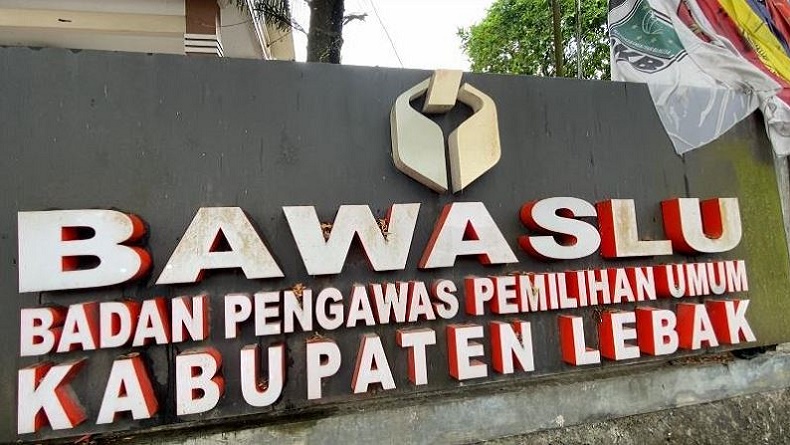 BAWASLU
BADAN PENGAWAS PEMILIHAN UMUM
KABUPATEN LEBAK